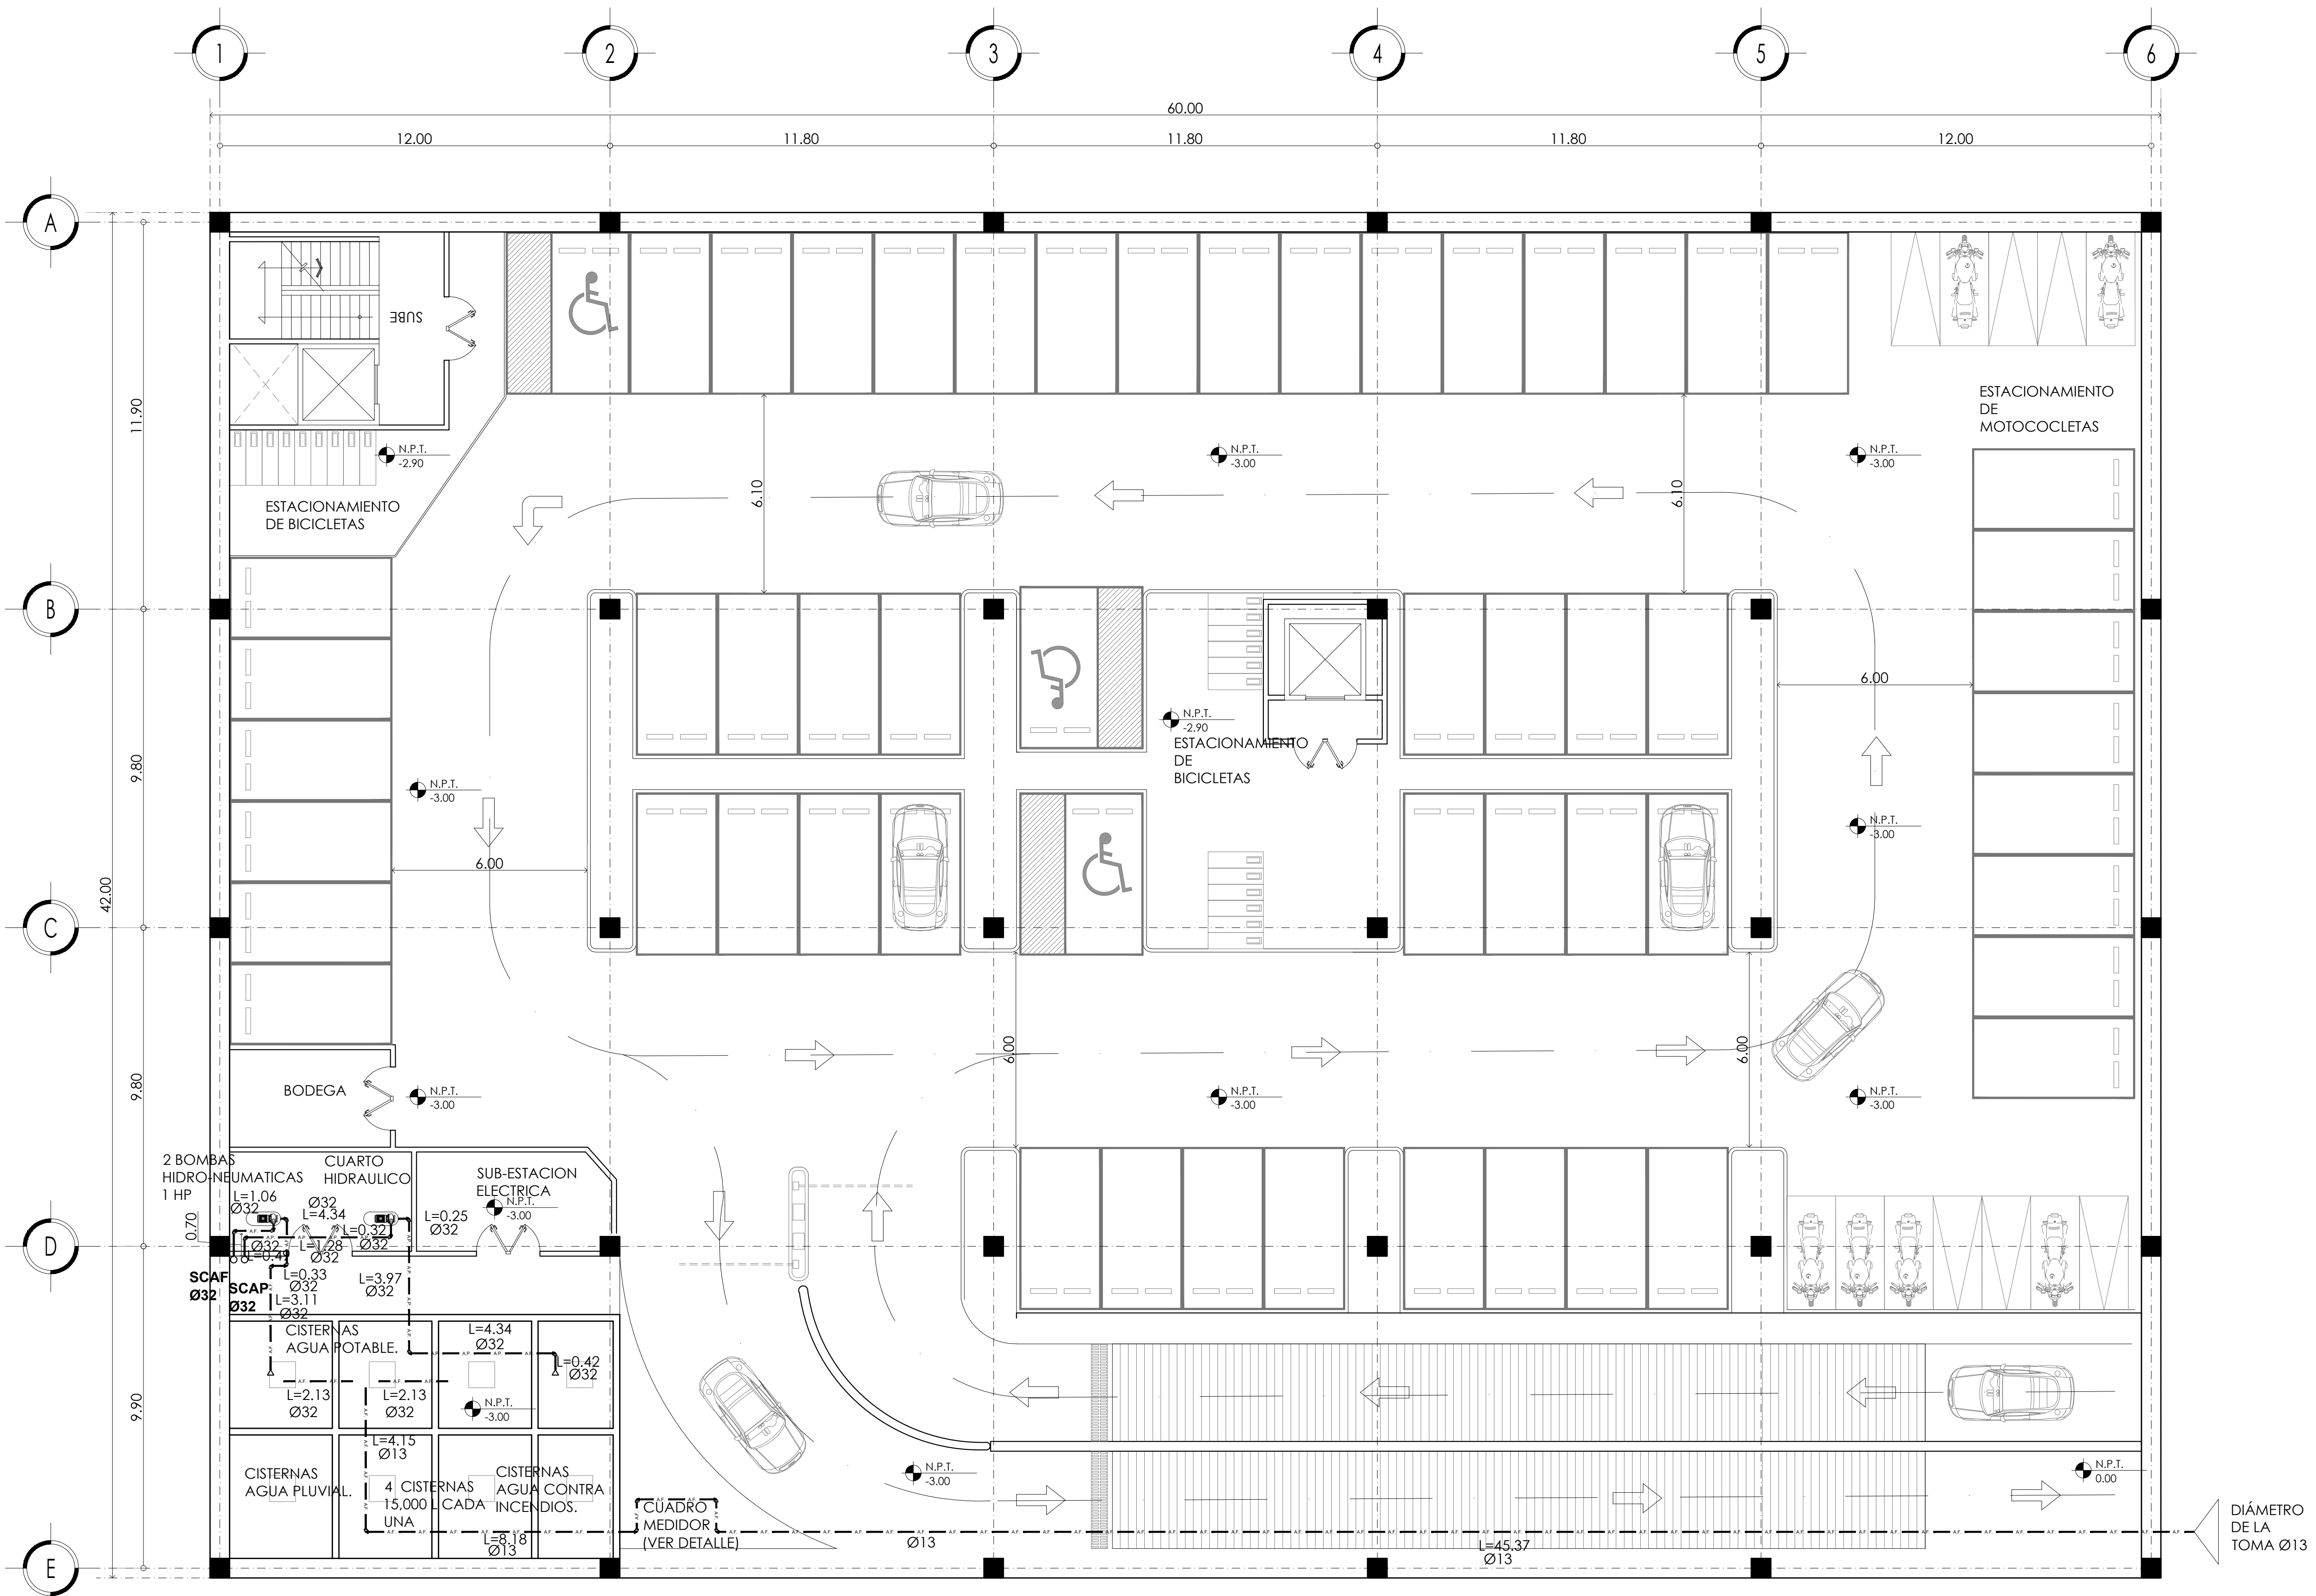 1
2
3
4
5
6
60.00
12.00
11.80
11.80
11.80
12.00
A
B
C
D
E
11.90
9.80
9.80
9.90
42.00
SUBE
N.P.T.
-2.90
ESTACIONAMIENTO
DE BICICLETAS
6.10
N.P.T.
-3.00
6.10
N.P.T.
-3.00
ESTACIONAMIENTO
DE
MOTOCOCLETAS
N.P.T.
-2.90
ESTACIONAMIENTO
DE
BICICLETAS
6.00
N.P.T.
-3.00
N.P.T.
-3.00
6.00
6.00
6.00
BODEGA
N.P.T.
-3.00
N.P.T.
-3.00
N.P.T.
-3.00
2 BOMBAS
HIDRO-NEUMATICAS
1 HP
CUARTO
HIDRAULICO
SUB-ESTACION
ELECTRICA
N.P.T.
-3.00
L=1.06
Ø32
Ø32
L=4.34
L=0.32
Ø32
L=0.25
Ø32
0.70
Ø32
L=0.49
L=1.28
Ø32
L=0.33
Ø32
L=3.11
Ø32
L=3.97
Ø32
SCAF
Ø32
SCAP
Ø32
CISTERNAS
AGUA POTABLE.
L=4.34
Ø32
L=0.42
Ø32
L=2.13
Ø32
L=2.13
Ø32
N.P.T.
-3.00
L=4.15
Ø13
CISTERNAS
AGUA PLUVIAL.
4 CISTERNAS
15,000 L CADA
UNA
CISTERNAS
AGUA CONTRA
INCENDIOS.
L=8.18
Ø13
CUADRO
MEDIDOR
(VER DETALLE)
N.P.T.
-3.00
Ø13
L=45.37
Ø13
N.P.T.
0.00
DIÁMETRO
DE LA
TOMA Ø13